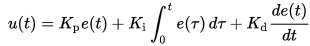 u(t) = K_p e(t) + K_i ∫_0^t e(τ) dτ + K_d de(t)/dt